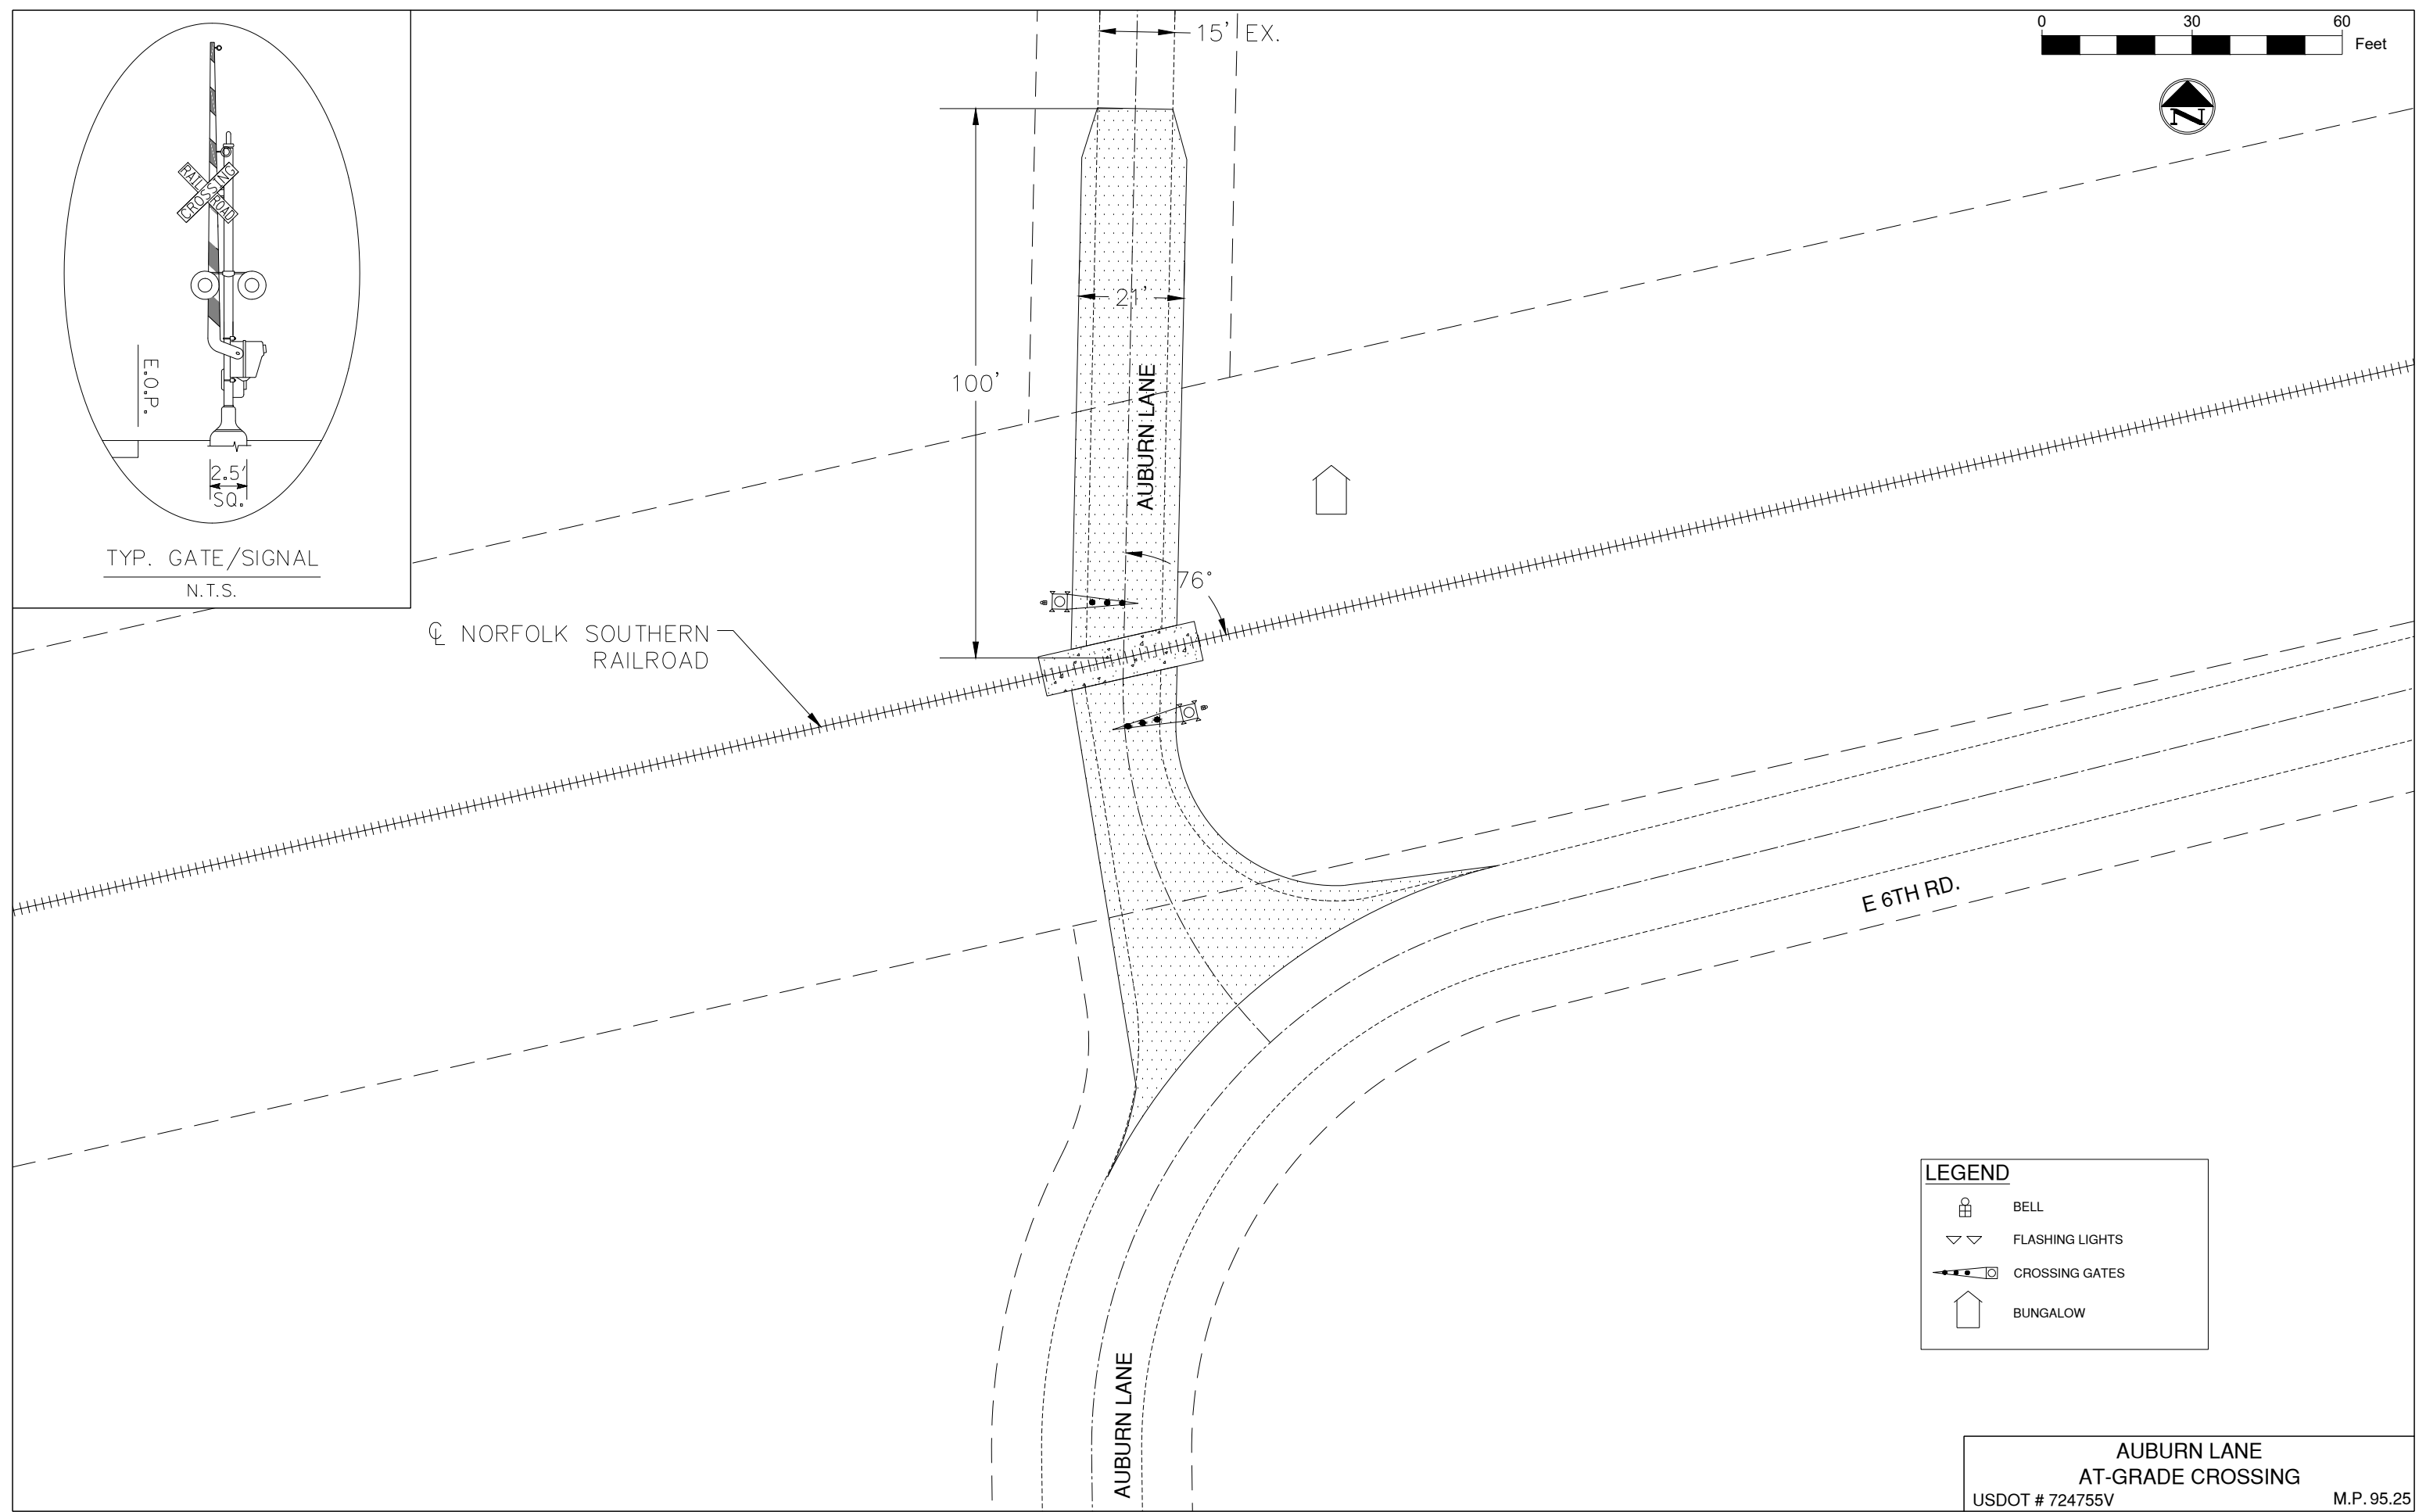 0 30 60
Feet
N
15' EX.
RAILROAD
CROSSING
E.O.P.
2.5'
SQ.
TYP. GATE/SIGNAL
N.T.S.
21'
100'
AUBURN LANE
76°
℄ NORFOLK SOUTHERN
RAILROAD
E 6TH RD.
AUBURN LANE
LEGEND
BELL
FLASHING LIGHTS
CROSSING GATES
BUNGALOW
AUBURN LANE
AT-GRADE CROSSING
USDOT # 724755V M.P. 95.25